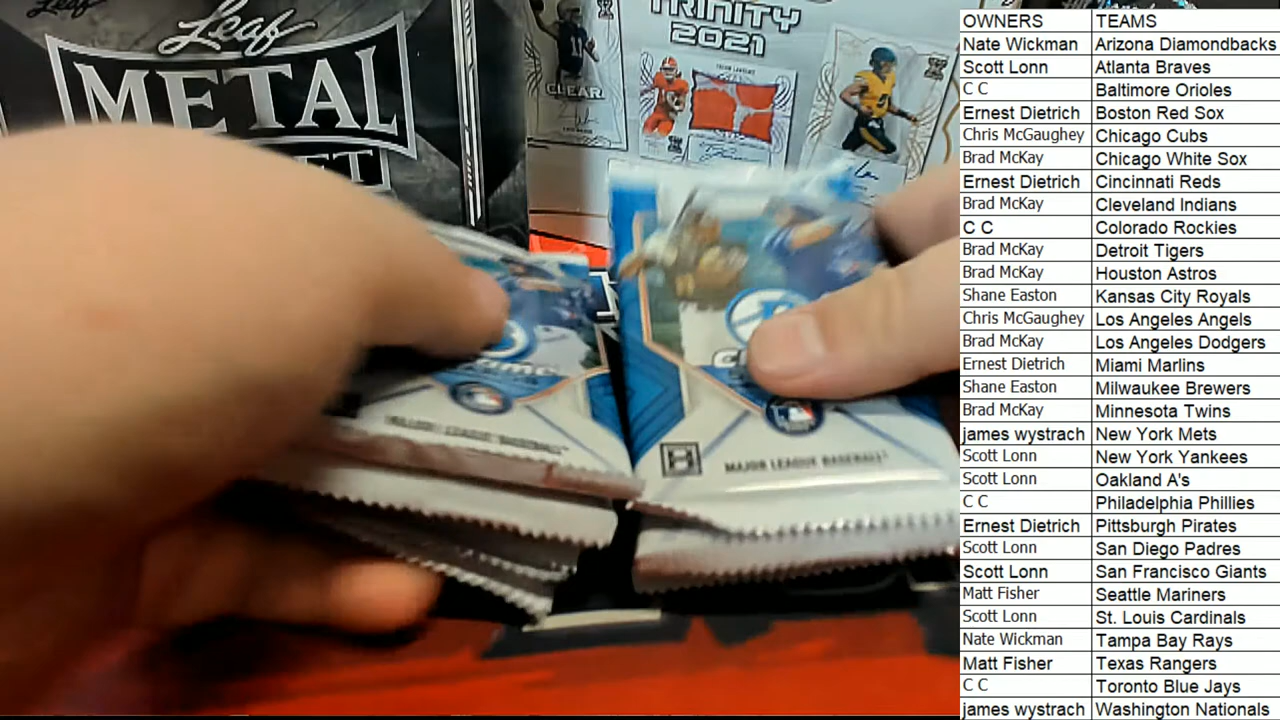 Leaf
Leaf
METAL
TRINITY
2021
CLEAR
MAJOR LEAGUE BASEBALL
MAJOR LEAGUE BASEBALL
OWNERS TEAMS
Nate Wickman Arizona Diamondbacks
Scott Lonn Atlanta Braves
C C Baltimore Orioles
Ernest Dietrich Boston Red Sox
Chris McGaughey Chicago Cubs
Brad McKay Chicago White Sox
Ernest Dietrich Cincinnati Reds
Brad McKay Cleveland Indians
C C Colorado Rockies
Brad McKay Detroit Tigers
Brad McKay Houston Astros
Shane Easton Kansas City Royals
Chris McGaughey Los Angeles Angels
Brad McKay Los Angeles Dodgers
Ernest Dietrich Miami Marlins
Shane Easton Milwaukee Brewers
Brad McKay Minnesota Twins
james wystrach New York Mets
Scott Lonn New York Yankees
Scott Lonn Oakland A's
C C Philadelphia Phillies
Ernest Dietrich Pittsburgh Pirates
Scott Lonn San Diego Padres
Scott Lonn San Francisco Giants
Matt Fisher Seattle Mariners
Scott Lonn St. Louis Cardinals
Nate Wickman Tampa Bay Rays
Matt Fisher Texas Rangers
C C Toronto Blue Jays
james wystrach Washington Nationals